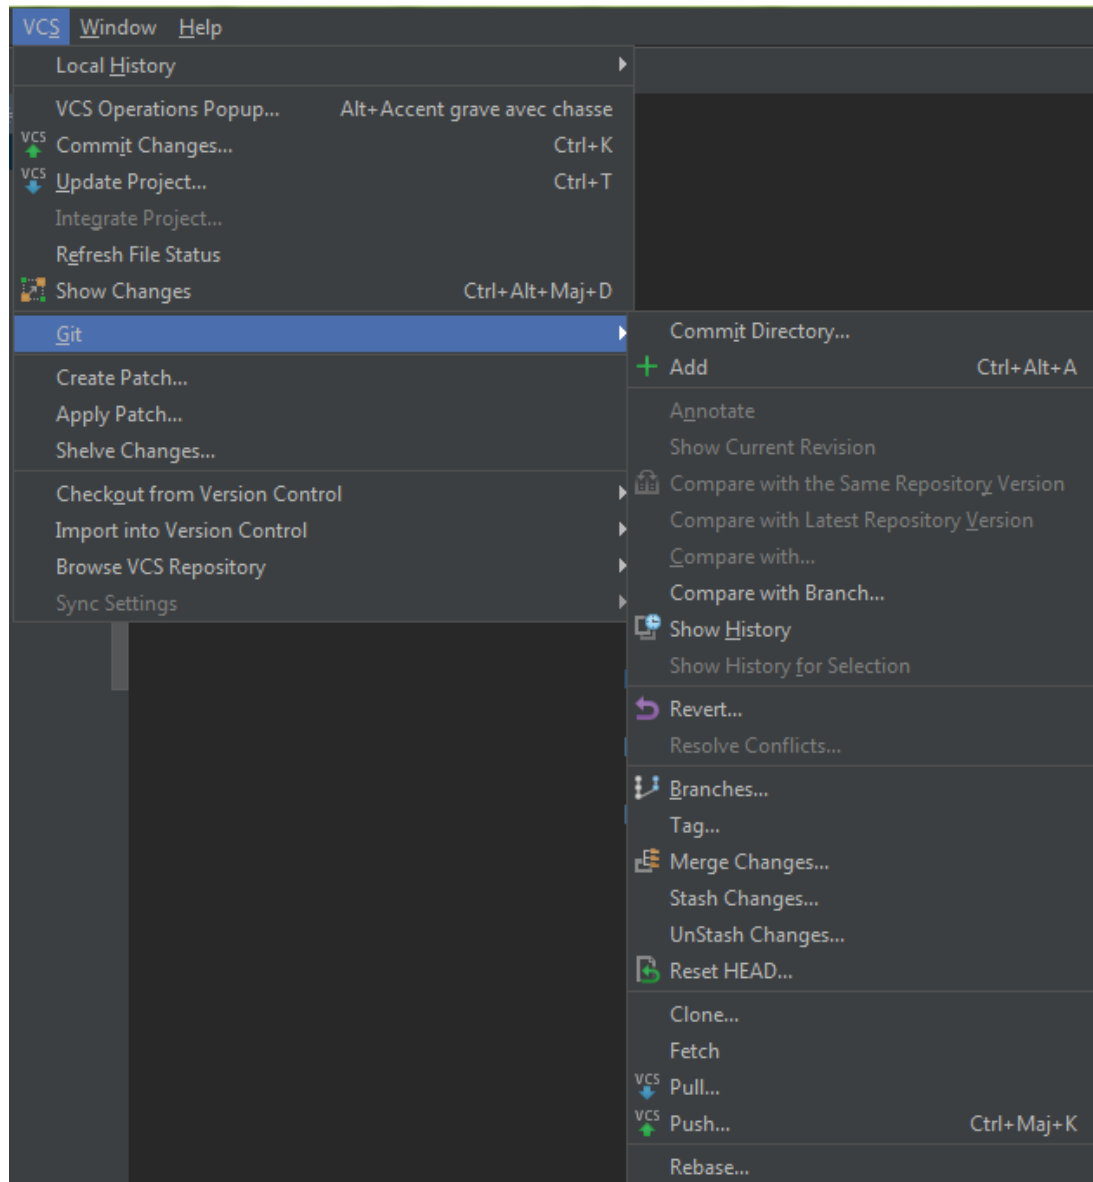 VCS Window Help
Local History
VCS Operations Popup... Alt+Accent grave avec chasse
VCS Commit Changes... Ctrl+K
VCS Update Project... Ctrl+T
Integrate Project...
Refresh File Status
Show Changes Ctrl+Alt+Maj+D
Git
Create Patch...
Apply Patch...
Shelve Changes...
Checkout from Version Control
Import into Version Control
Browse VCS Repository
Sync Settings
Commit Directory...
Add Ctrl+Alt+A
Annotate
Show Current Revision
Compare with the Same Repository Version
Compare with Latest Repository Version
Compare with...
Compare with Branch...
Show History
Show History for Selection
Revert...
Resolve Conflicts...
Branches...
Tag...
Merge Changes...
Stash Changes...
UnStash Changes...
Reset HEAD...
Clone...
Fetch
VCS Pull...
VCS Push... Ctrl+Maj+K
Rebase...